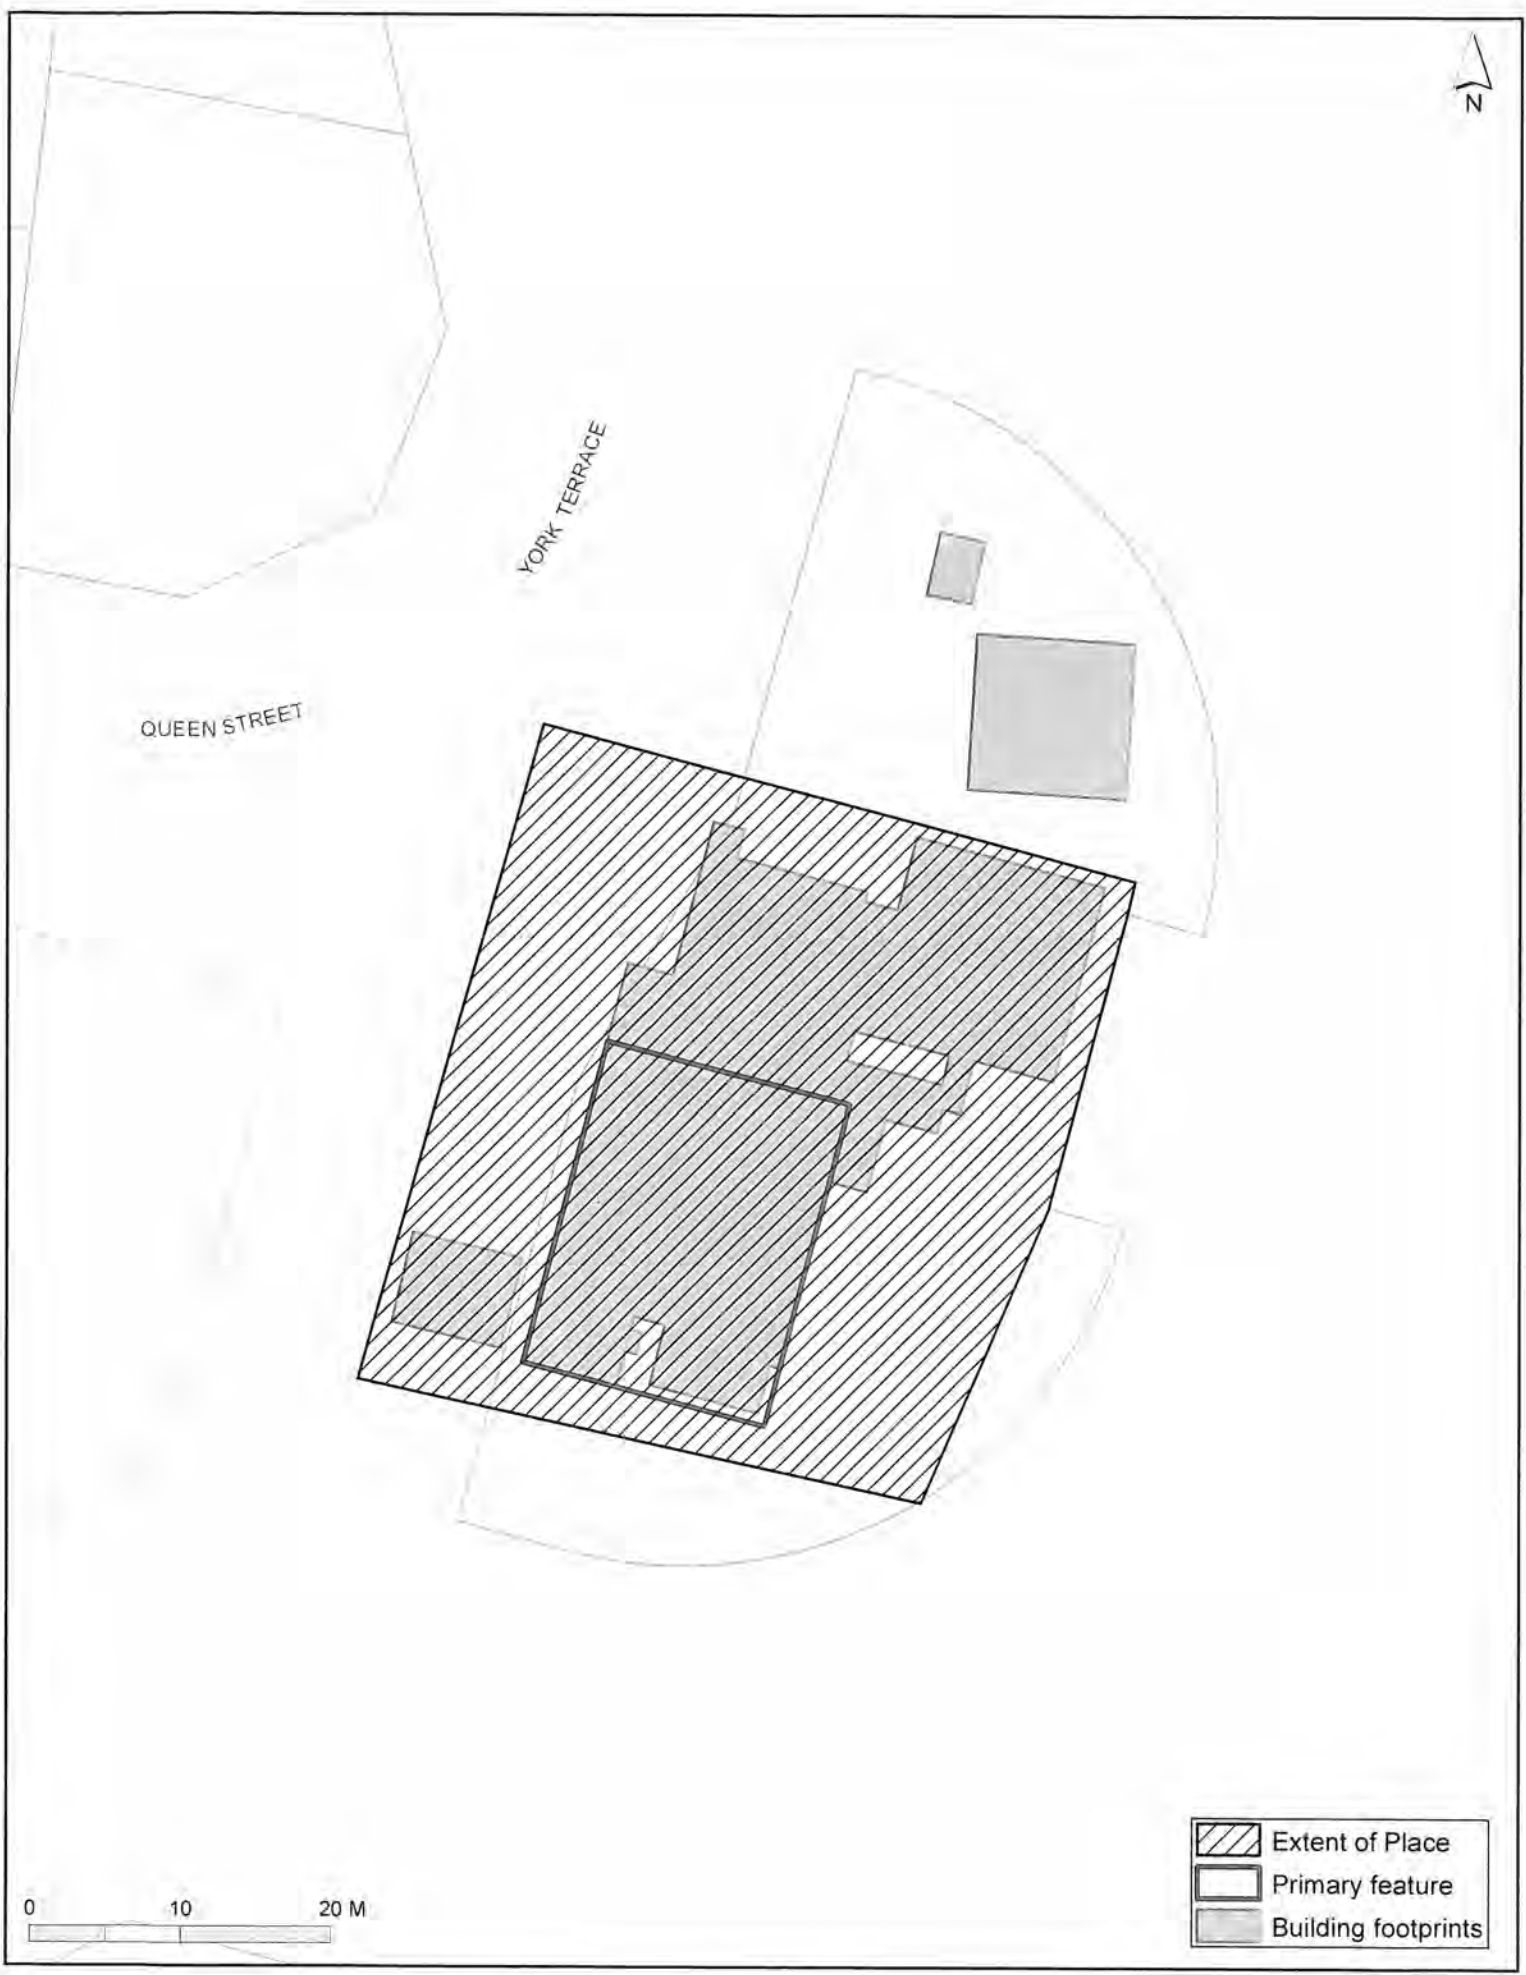 N
YORK TERRACE
QUEEN STREET
Extent of Place
Primary feature
Building footprints
0 10 20 M